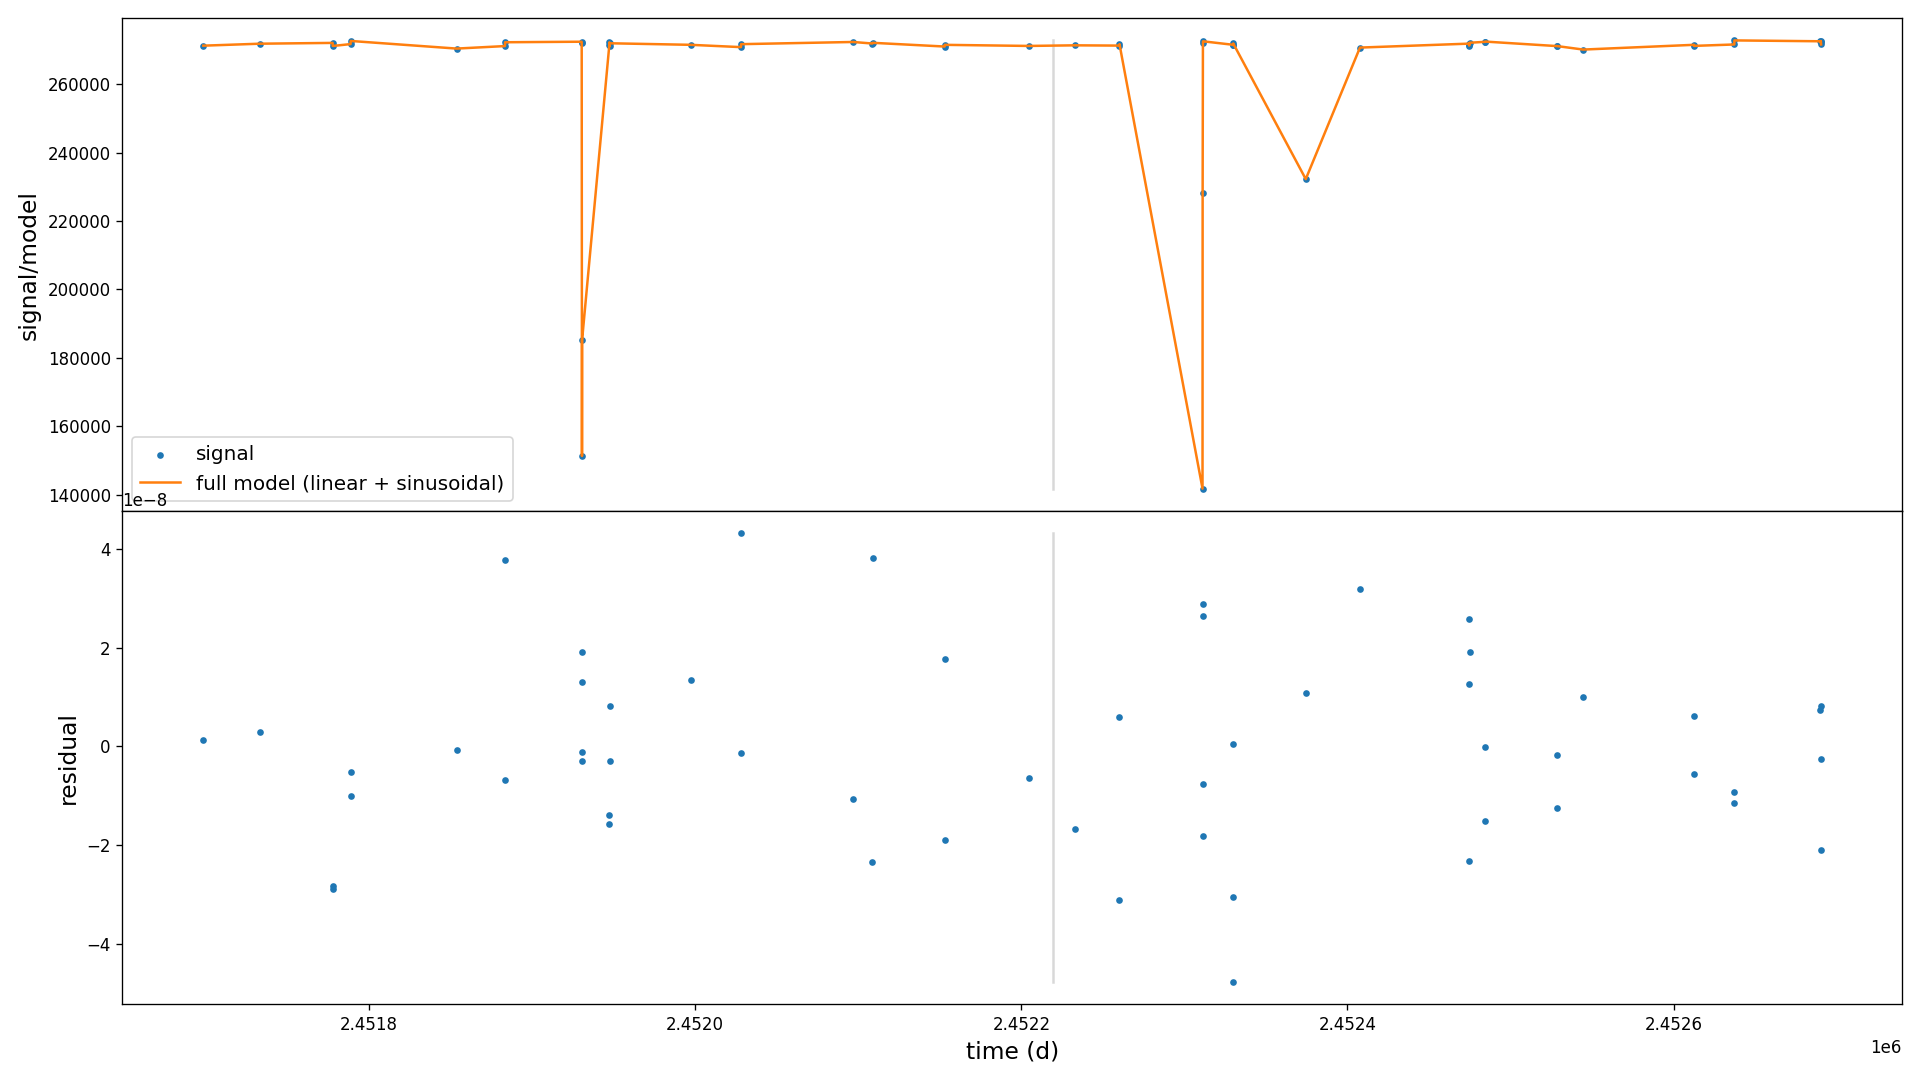 260000
240000
220000
200000
180000
160000
140000
signal/model
signal
full model (linear + sinusoidal)
1e−8
4
2
0
−2
−4
residual
2.4518
2.4520
2.4522
2.4524
2.4526
1e6
time (d)